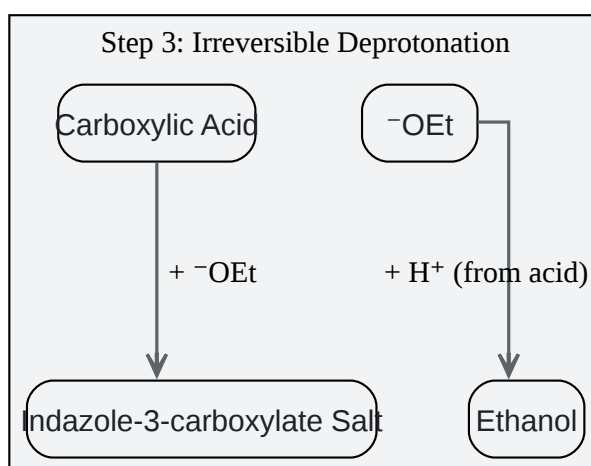 Step 3: Irreversible Deprotonation
Carboxylic Acid
⁻OEt
+ ⁻OEt
+ H⁺ (from acid)
Indazole-3-carboxylate Salt
Ethanol